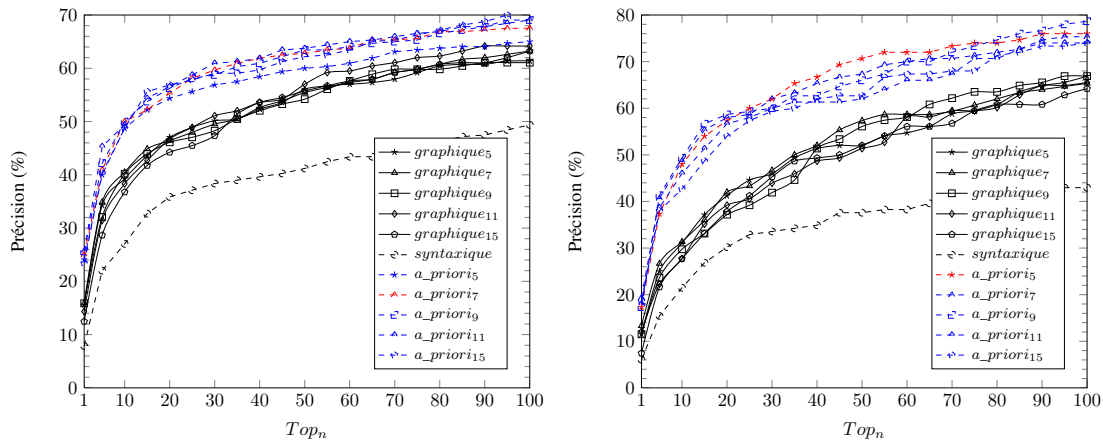 70
60
50
40
30
20
10
0
Précision (%)
1 10 20 30 40 50 60 70 80 90 100
Top_n
graphique_5
graphique_7
graphique_9
graphique_11
graphique_15
syntaxique
a_priori_5
a_priori_7
a_priori_9
a_priori_11
a_priori_15
80
70
60
50
40
30
20
10
0
Précision (%)
1 10 20 30 40 50 60 70 80 90 100
Top_n
graphique_5
graphique_7
graphique_9
graphique_11
graphique_15
syntaxique
a_priori_5
a_priori_7
a_priori_9
a_priori_11
a_priori_15